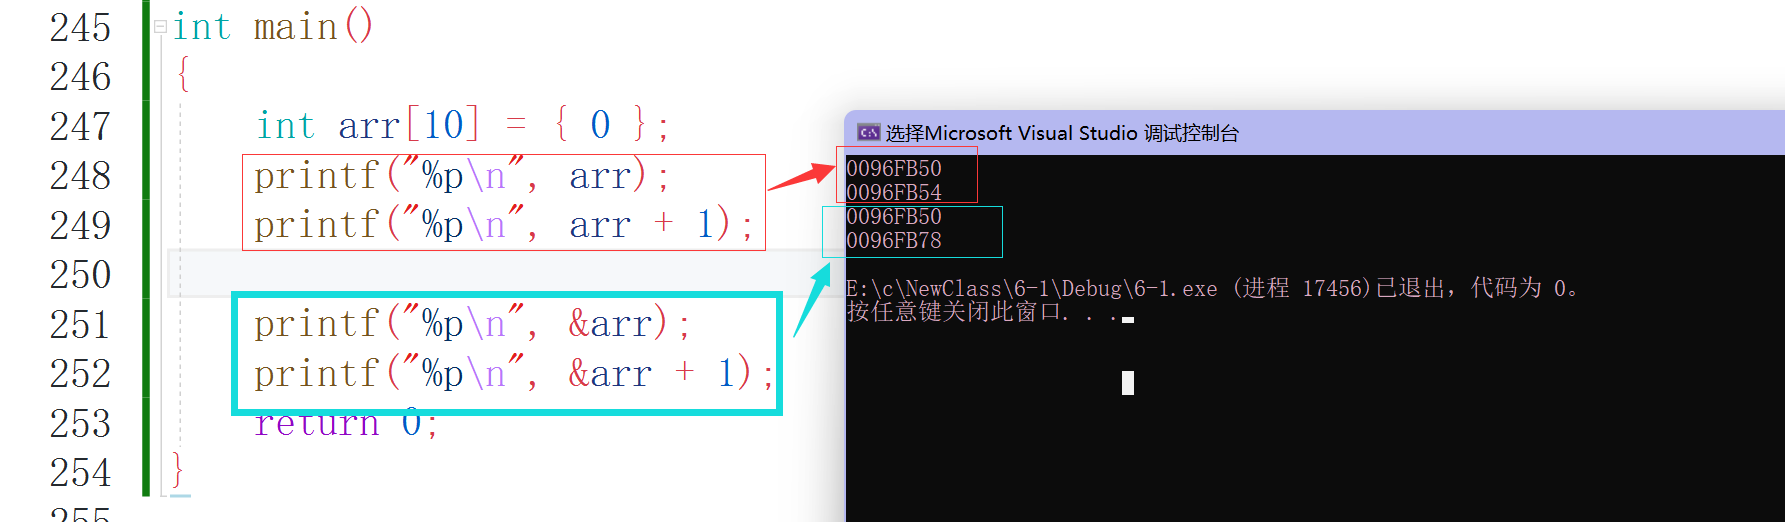 245 int main()
246 {
247 int arr[10] = { 0 };
248 printf("%p\n", arr);
249 printf("%p\n", arr + 1);
250
251 printf("%p\n", &arr);
252 printf("%p\n", &arr + 1);
253 return 0;
254 }
255
选择Microsoft Visual Studio 调试控制台
0096FB50
0096FB54
0096FB50
0096FB78
E:\c\NewClass\6-1\Debug\6-1.exe (进程 17456)已退出，代码为 0。
按任意键关闭此窗口. . .